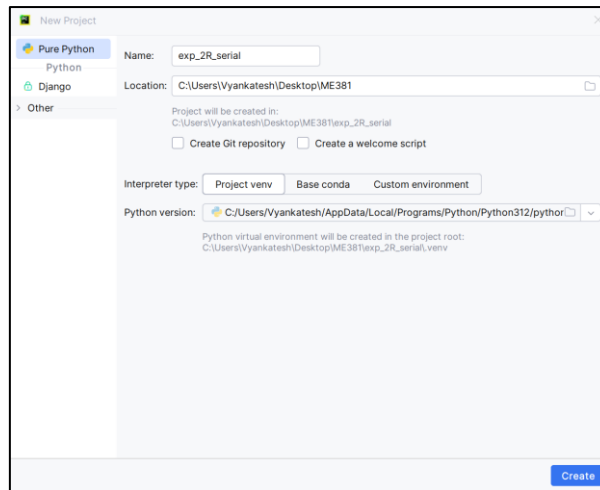 New Project
Pure Python
Python
Django
Other
Name: exp_2R_serial
Location: C:\Users\Vyankatesh\Desktop\ME381
Project will be created in:
C:\Users\Vyankatesh\Desktop\ME381\exp_2R_serial
Create Git repository Create a welcome script
Interpreter type: Project venv Base conda Custom environment
Python version: C:/Users/Vyankatesh/AppData/Local/Programs/Python/Python312/python
Python virtual environment will be created in the project root:
C:\Users\Vyankatesh\Desktop\ME381\exp_2R_serial\.venv
Create